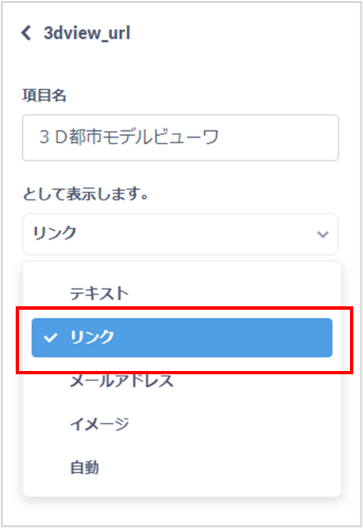 3dview_url
項目名
３Ｄ都市モデルビューワ
として表示します。
リンク
テキスト
リンク
メールアドレス
イメージ
自動